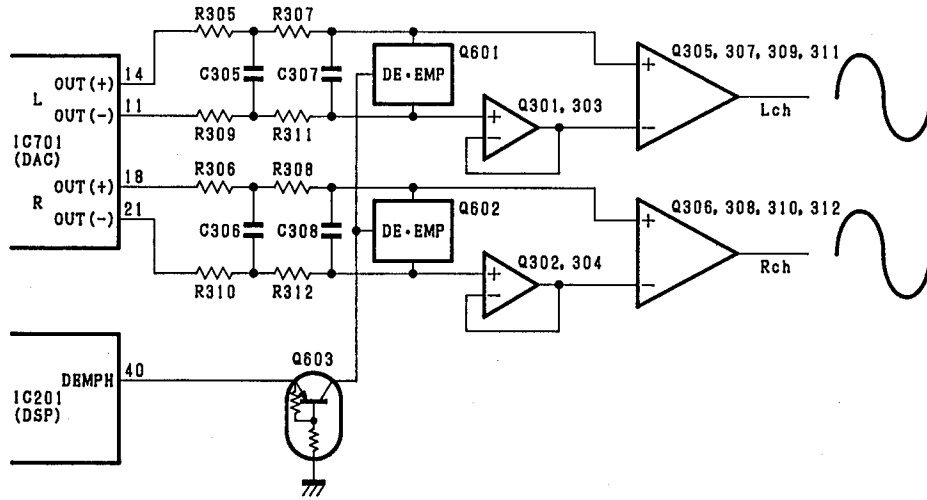 R305 R307
Q601
Q305, 307, 309, 311
14
OUT(+)
C305 C307
DE•EMP
+
L
11
OUT(-)
Q301, 303
Lch
+
−
−
R309 R311
IC701
(DAC)
R306 R308
18
OUT(+)
R
Q602
Q306, 308, 310, 312
21
OUT(-)
C306 C308
DE•EMP
+
Q302, 304
Rch
+
−
−
R310 R312
Q603
40
DEMPH
IC201
(DSP)